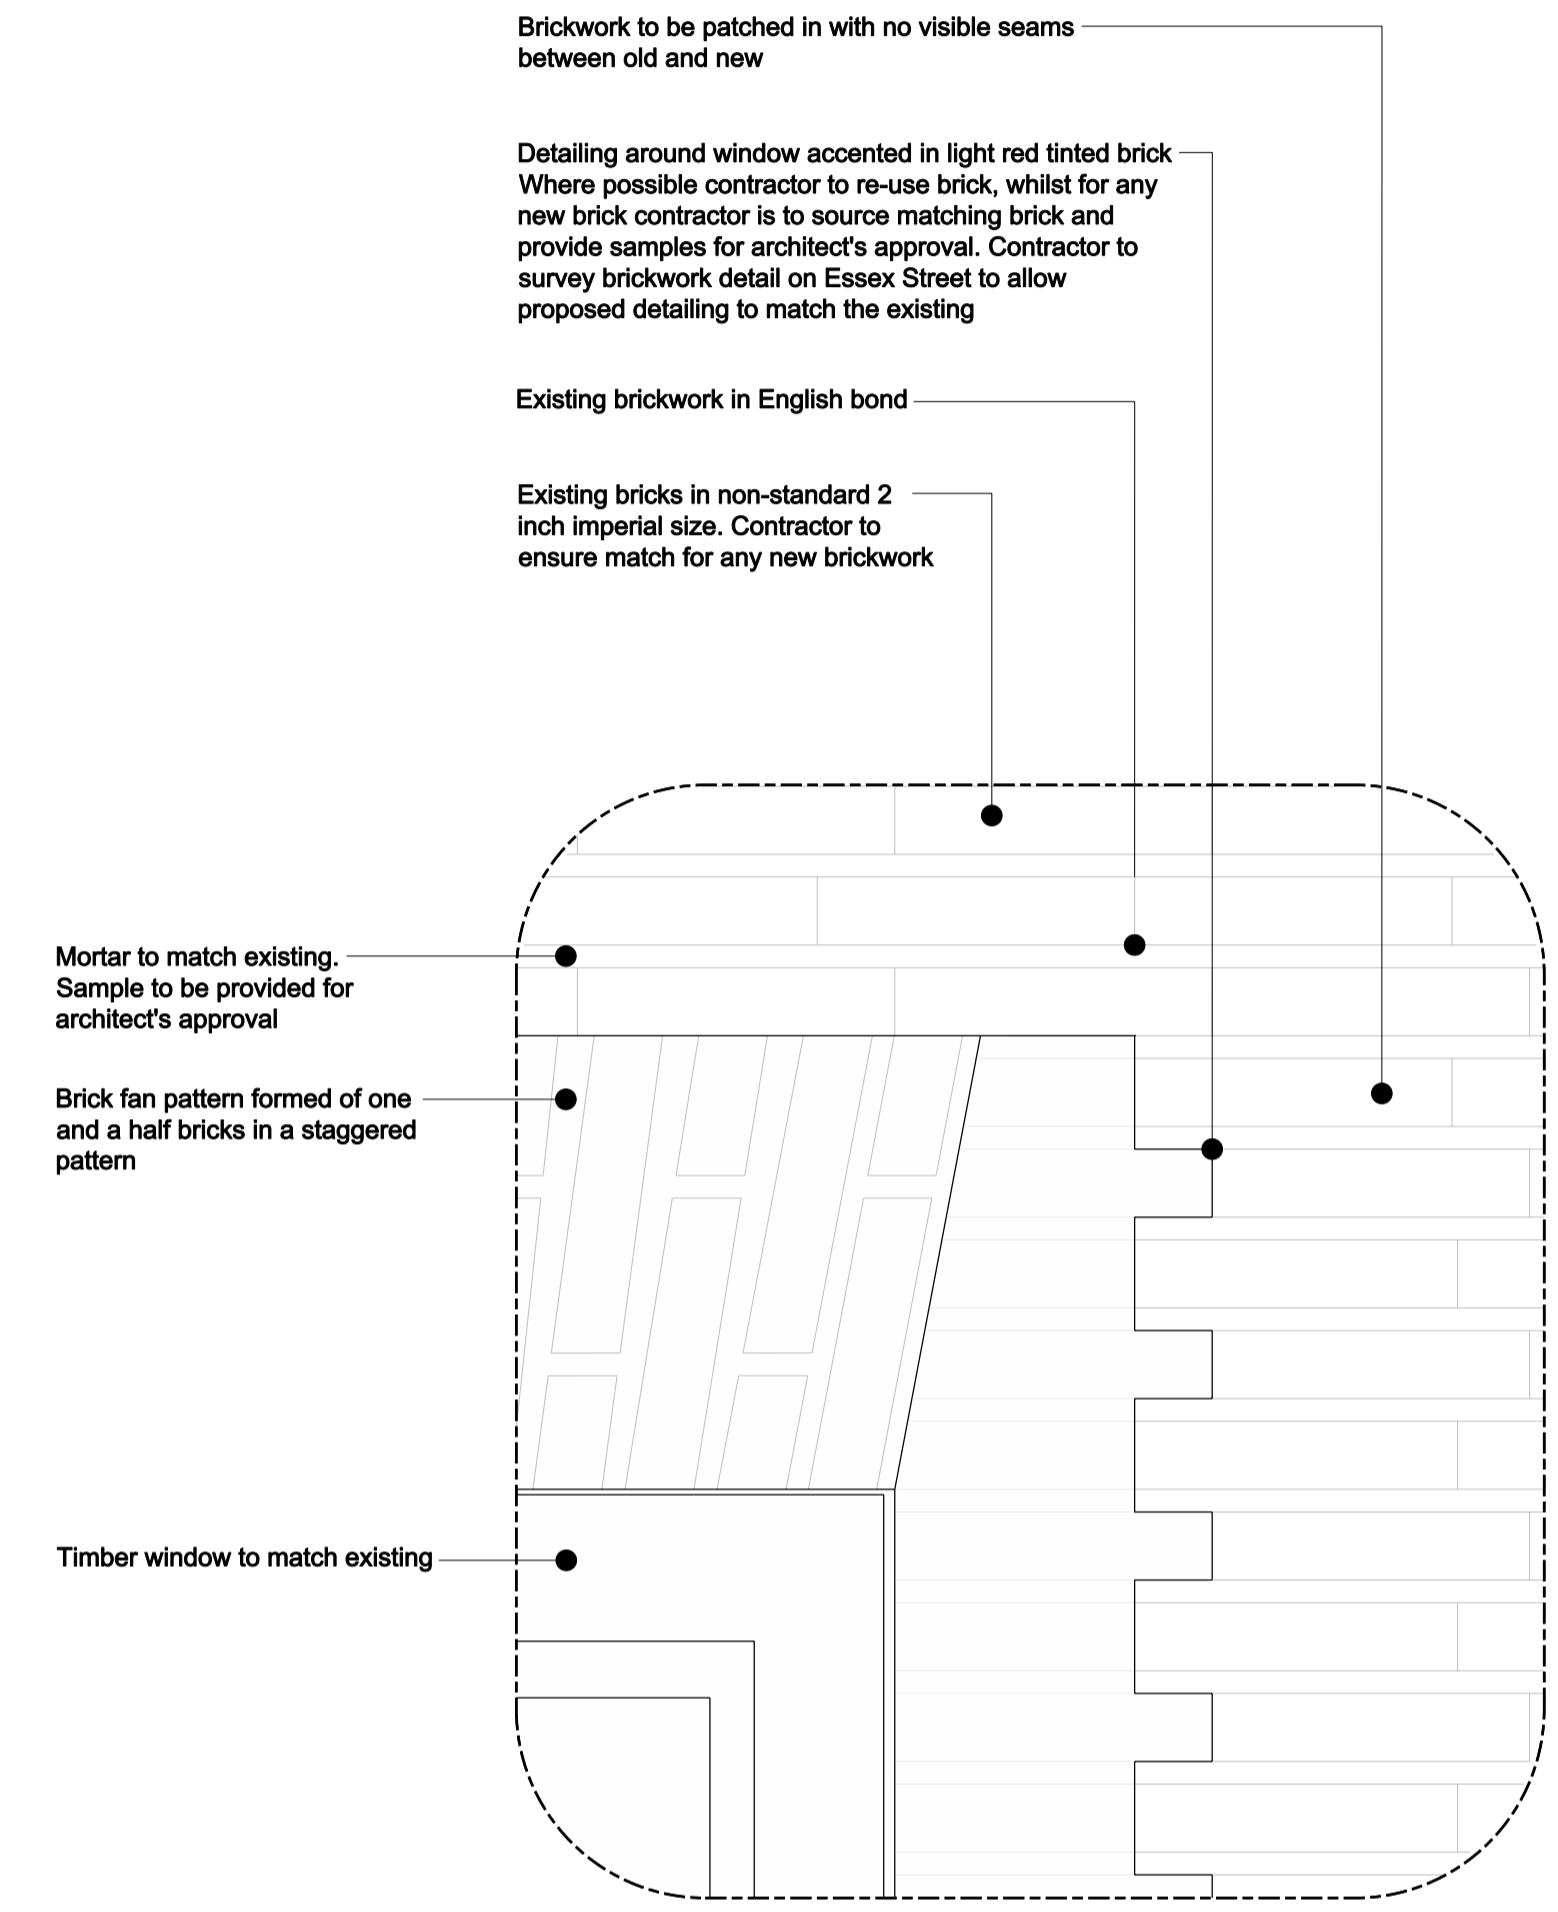 Brickwork to be patched in with no visible seams
between old and new
Detailing around window accented in light red tinted brick
Where possible contractor to re-use brick, whilst for any
new brick contractor is to source matching brick and
provide samples for architect's approval. Contractor to
survey brickwork detail on Essex Street to allow
proposed detailing to match the existing
Existing brickwork in English bond
Existing bricks in non-standard 2
inch imperial size. Contractor to
ensure match for any new brickwork
Mortar to match existing.
Sample to be provided for
architect's approval
Brick fan pattern formed of one
and a half bricks in a staggered
pattern
Timber window to match existing